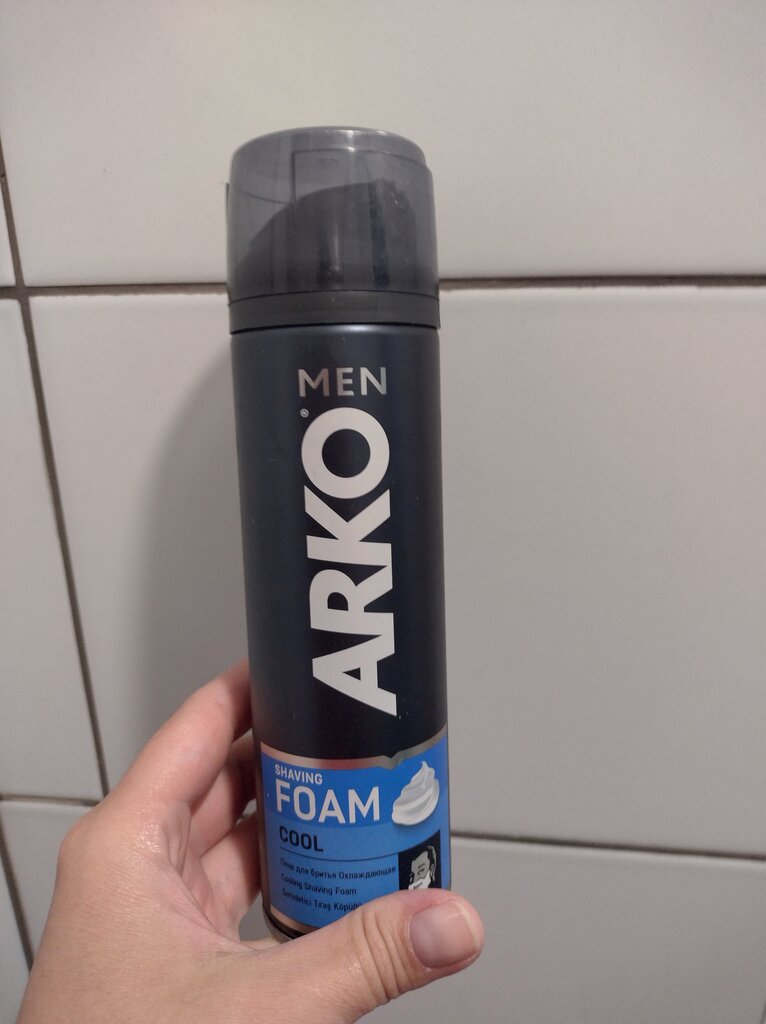 MEN
ARKO®
SHAVING
FOAM
COOL
Пена для бритья Охлаждающая
Cooling Shaving Foam
Serinletici Tıraş Köpüğü